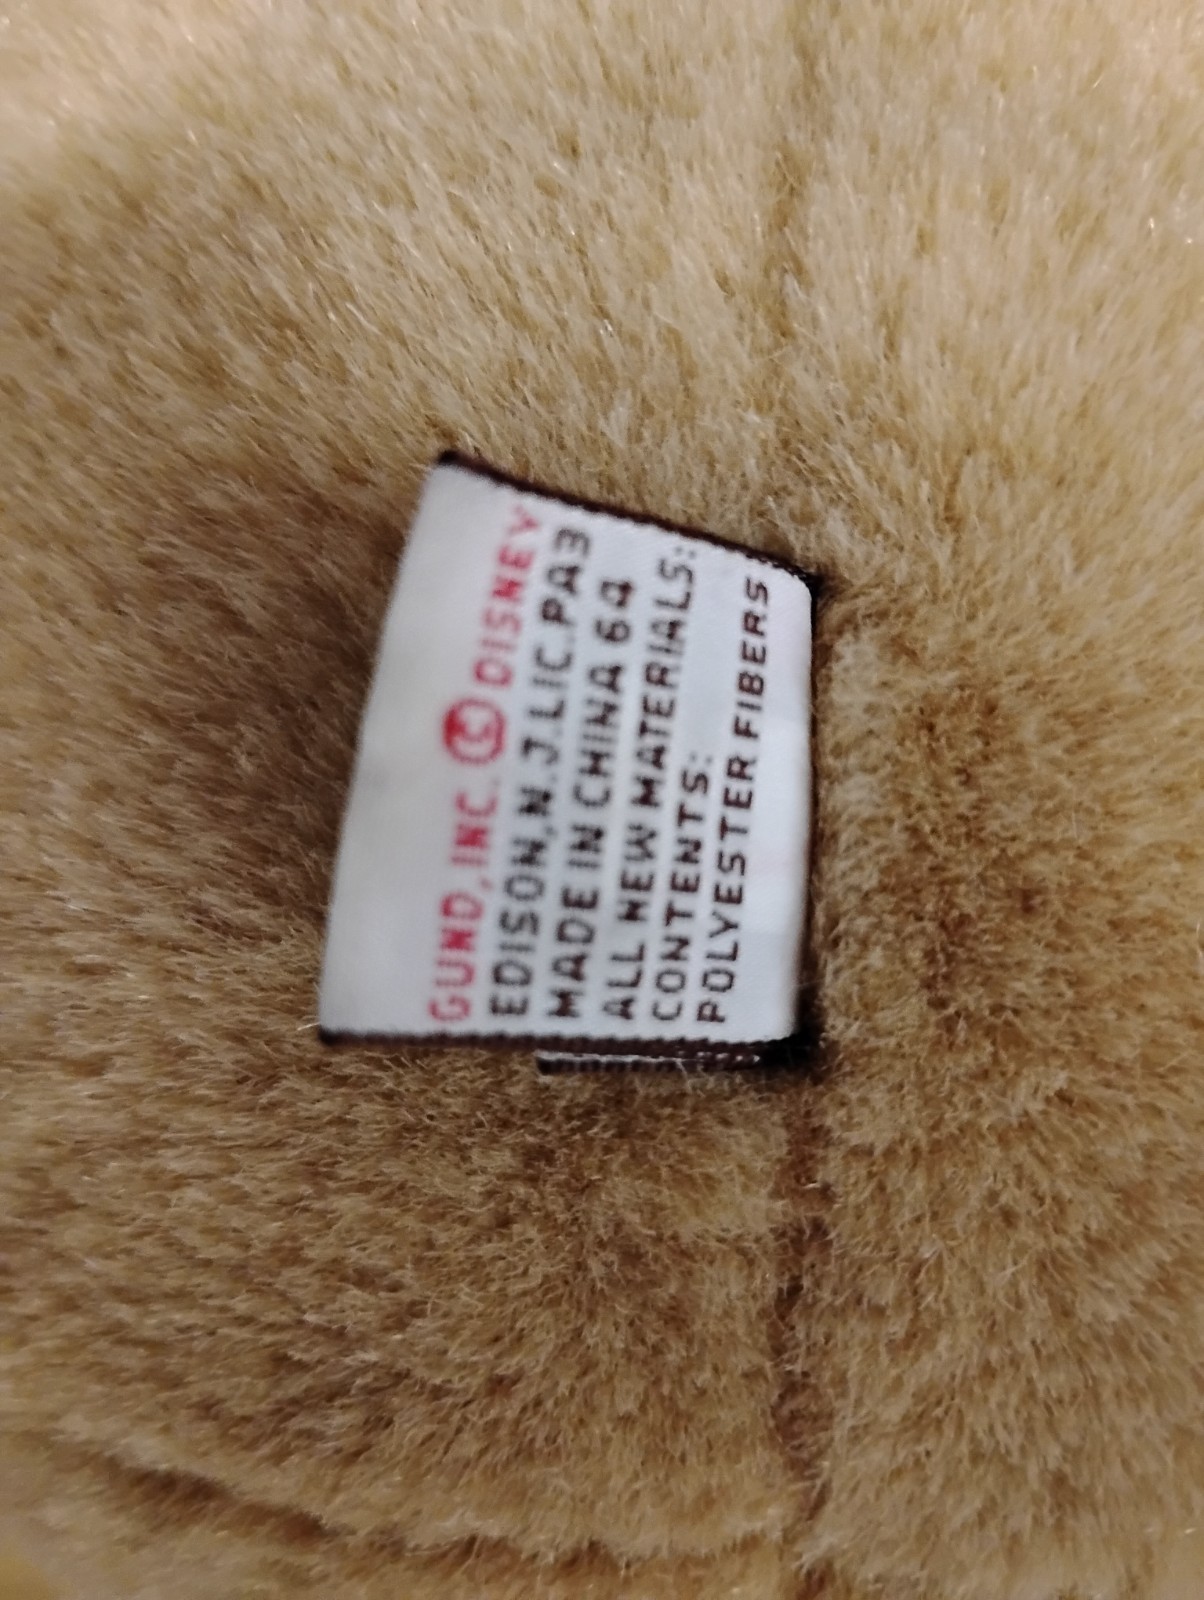 GUND, INC. © DISNEY
EDISON, N.J. LIC. PA3
MADE IN CHINA 64
ALL NEW MATERIALS:
CONTENTS:
POLYESTER FIBERS